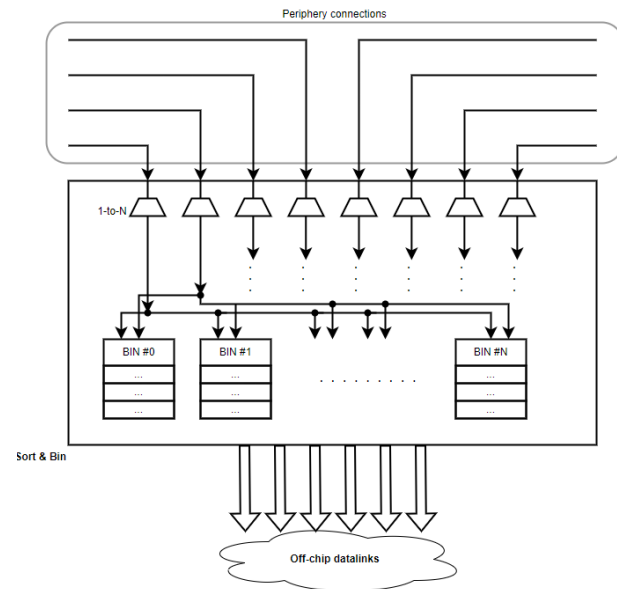 Periphery connections
1-to-N
BIN #0
BIN #1
BIN #N
...
...
...
...
...
...
...
...
...
Sort & Bin
Off-chip datalinks